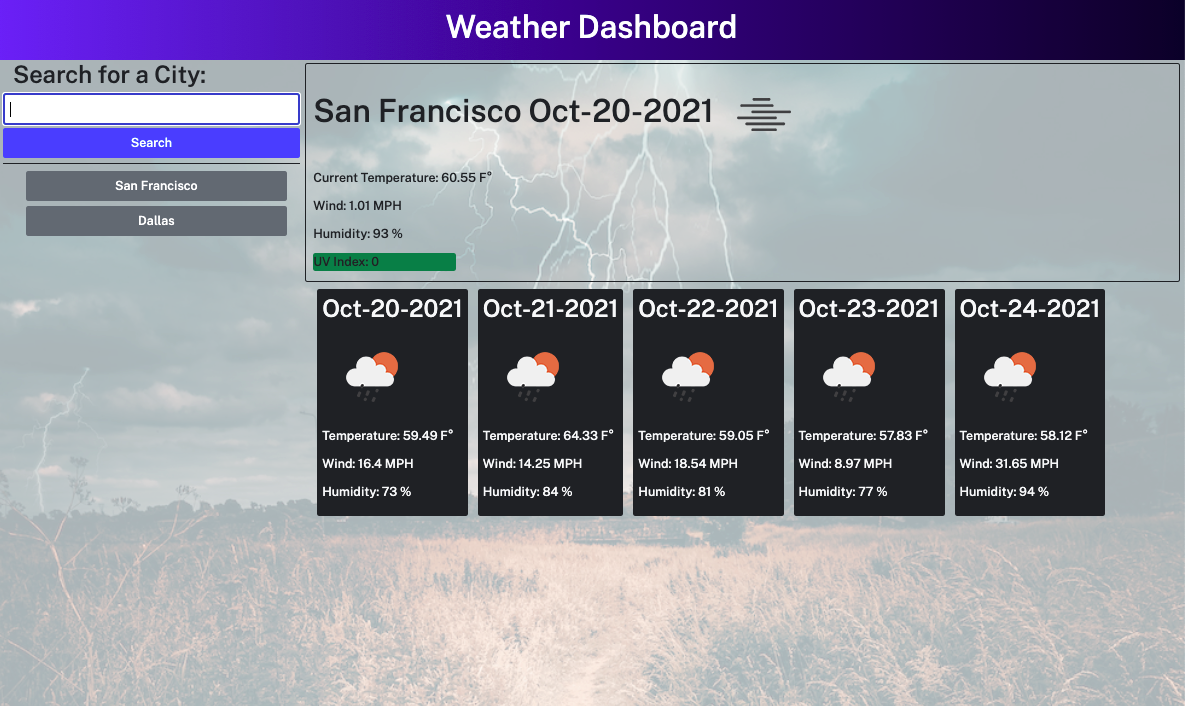 Weather Dashboard
Search for a City:
Search
San Francisco
Dallas
San Francisco Oct-20-2021
Current Temperature: 60.55 F°
Wind: 1.01 MPH
Humidity: 93 %
UV Index: 0
Oct-20-2021
Temperature: 59.49 F°
Wind: 16.4 MPH
Humidity: 73 %
Oct-21-2021
Temperature: 64.33 F°
Wind: 14.25 MPH
Humidity: 84 %
Oct-22-2021
Temperature: 59.05 F°
Wind: 18.54 MPH
Humidity: 81 %
Oct-23-2021
Temperature: 57.83 F°
Wind: 8.97 MPH
Humidity: 77 %
Oct-24-2021
Temperature: 58.12 F°
Wind: 31.65 MPH
Humidity: 94 %